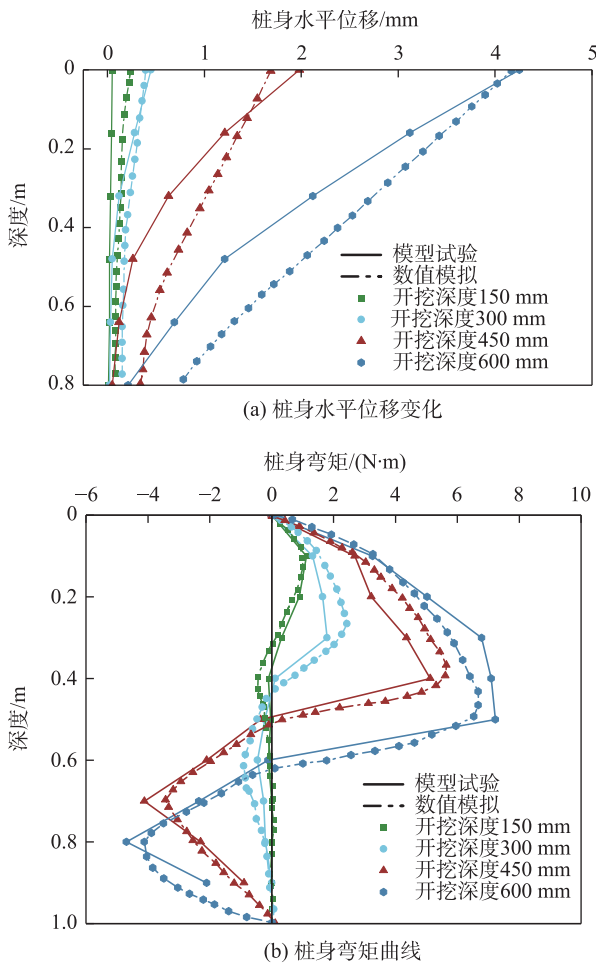 桩身水平位移/mm
0 1 2 3 4 5
0
0.2
0.4
0.6
0.8
深度/m
模型试验
数值模拟
开挖深度150 mm
开挖深度300 mm
开挖深度450 mm
开挖深度600 mm
(a) 桩身水平位移变化
桩身弯矩/(N·m)
−6 −4 −2 0 2 4 6 8 10
0
0.2
0.4
0.6
0.8
1.0
深度/m
模型试验
数值模拟
开挖深度150 mm
开挖深度300 mm
开挖深度450 mm
开挖深度600 mm
(b) 桩身弯矩曲线